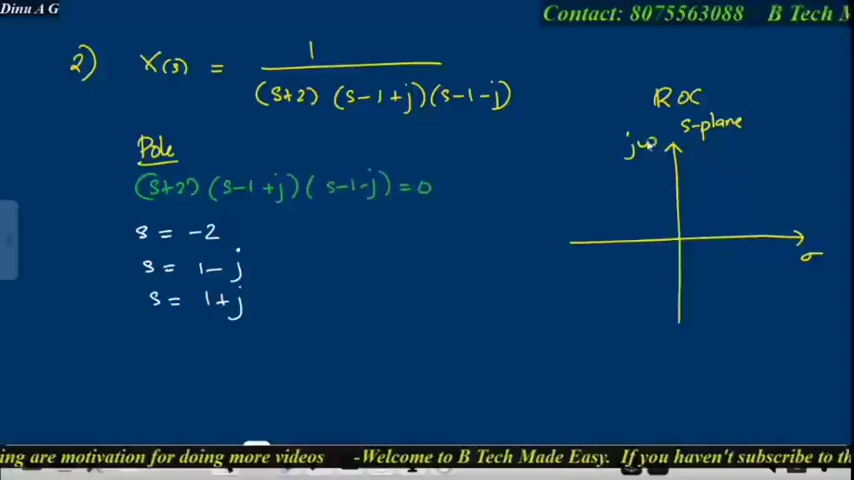 Dinu A G
Contact: 8075563088 B Tech M
2) X(s) = 1 / (s+2) (s-1+j)(s-1-j)
ROC
s-plane
jω
σ
Pole
(s+2) (s-1+j) (s-1-j) = 0
s = -2
s = 1-j
s = 1+j
ing are motivation for doing more videos -Welcome to B Tech Made Easy. If you haven't subscribe to th